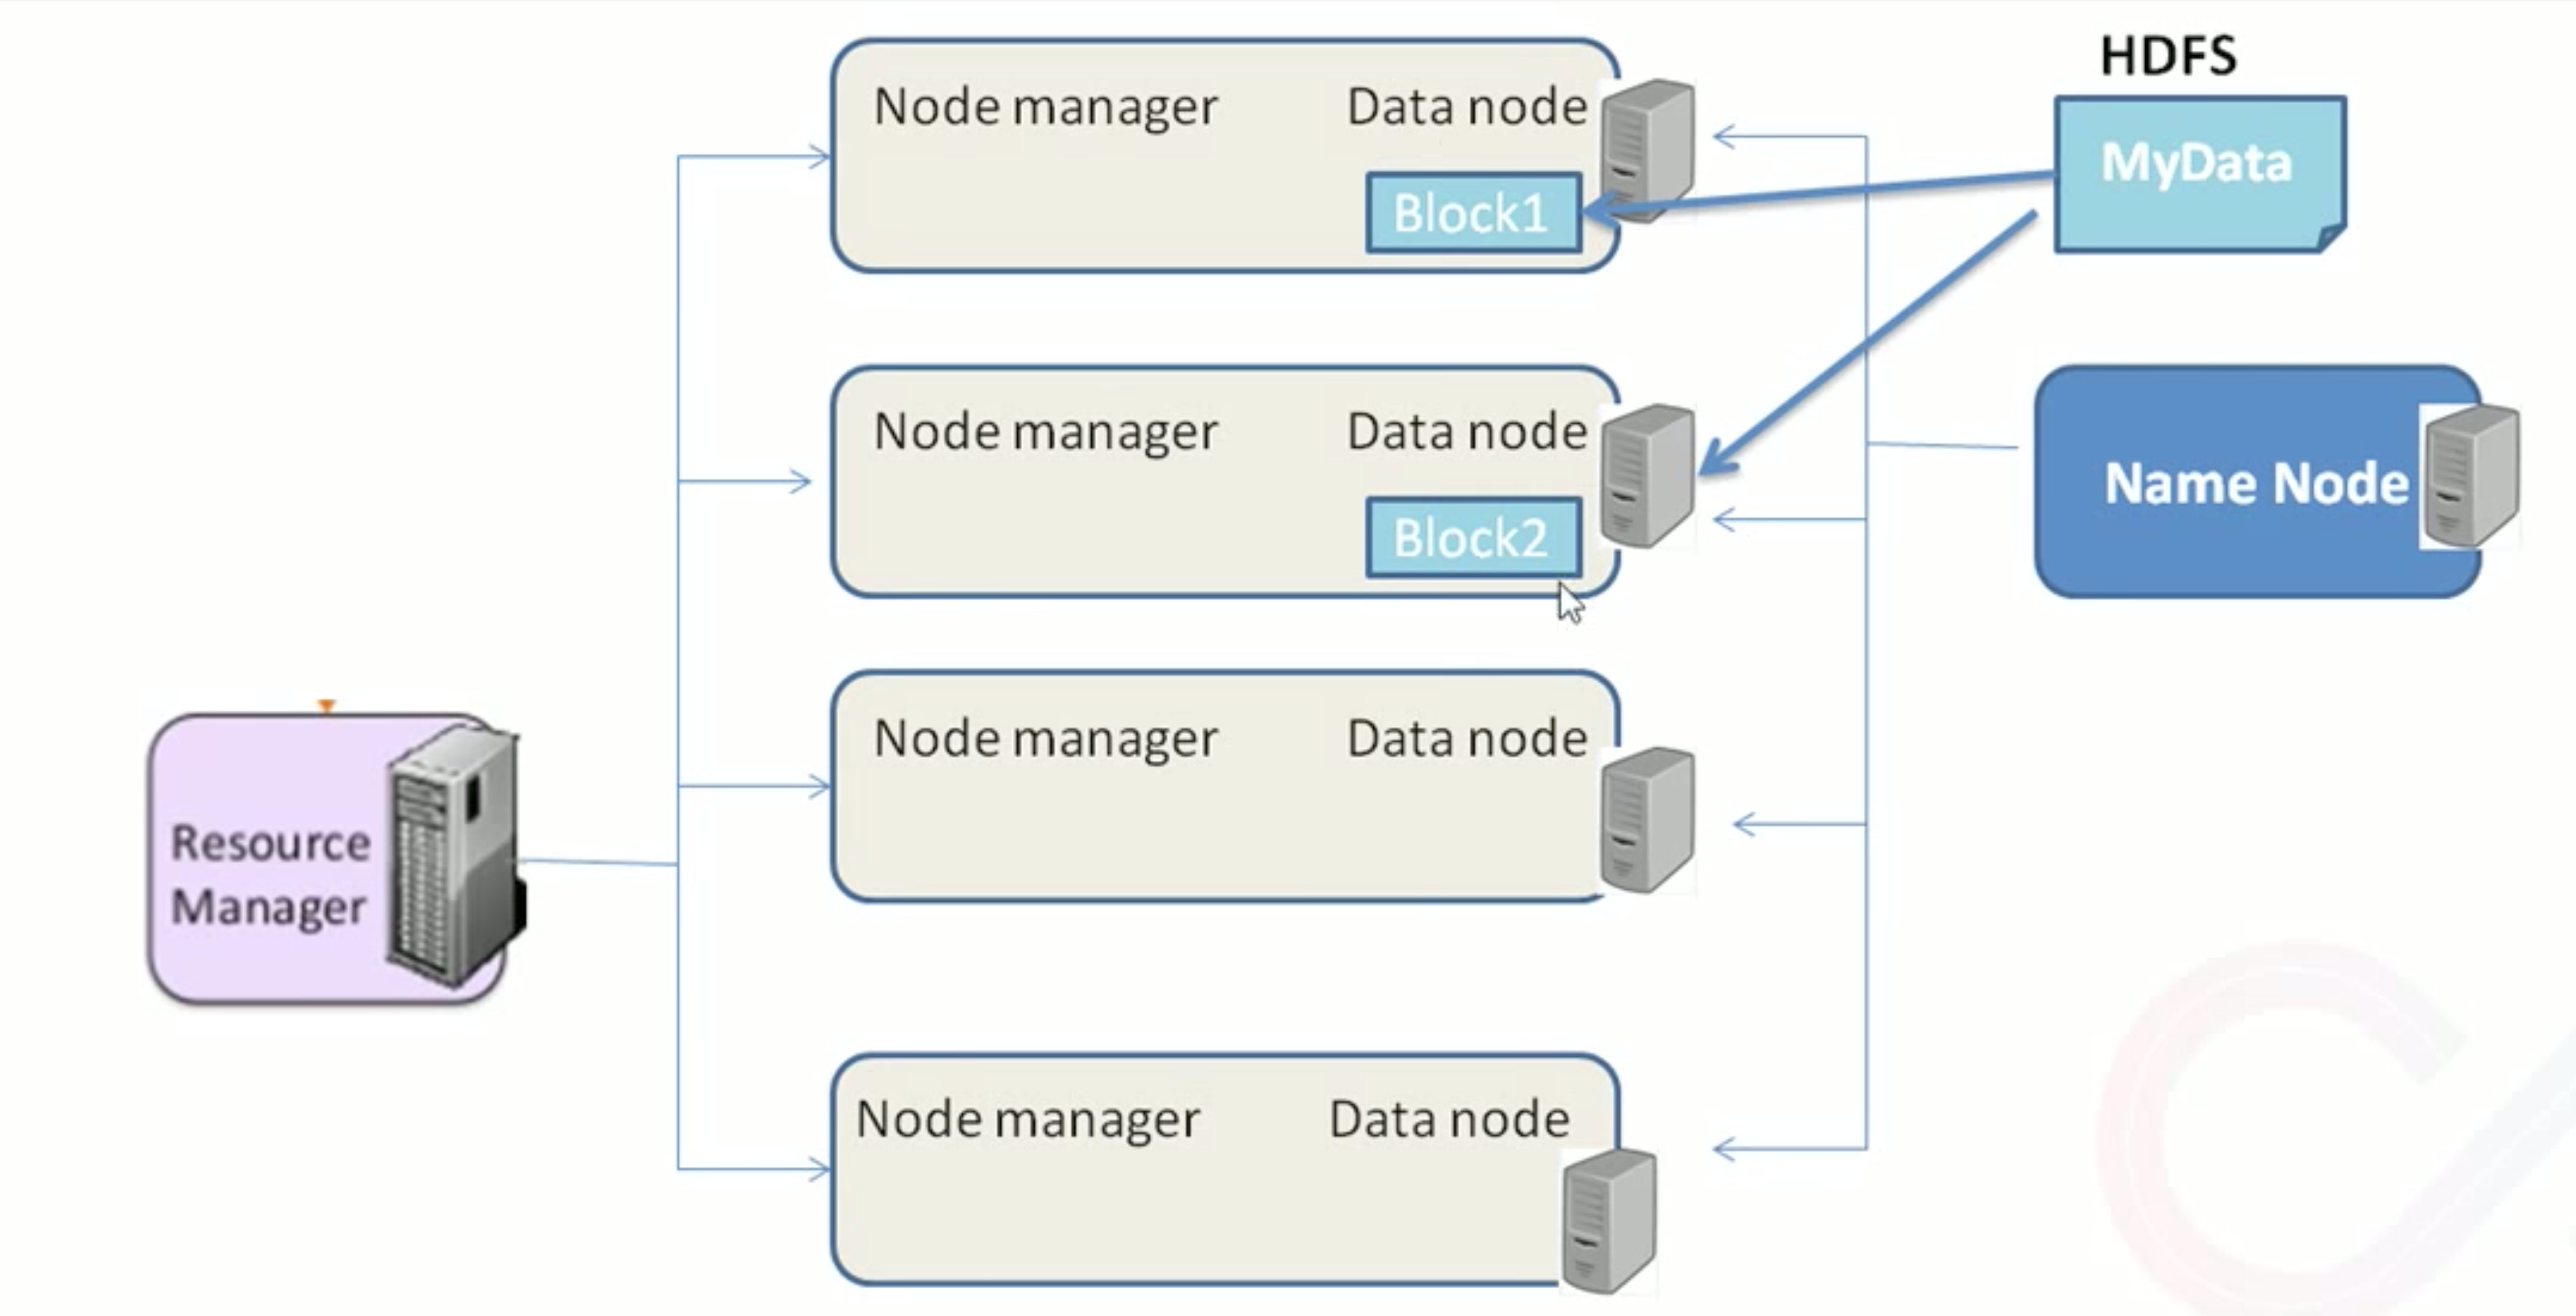 HDFS
Node manager Data node
MyData
Block1
Node manager Data node
Name Node
Block2
Node manager Data node
Resource
Manager
Node manager Data node